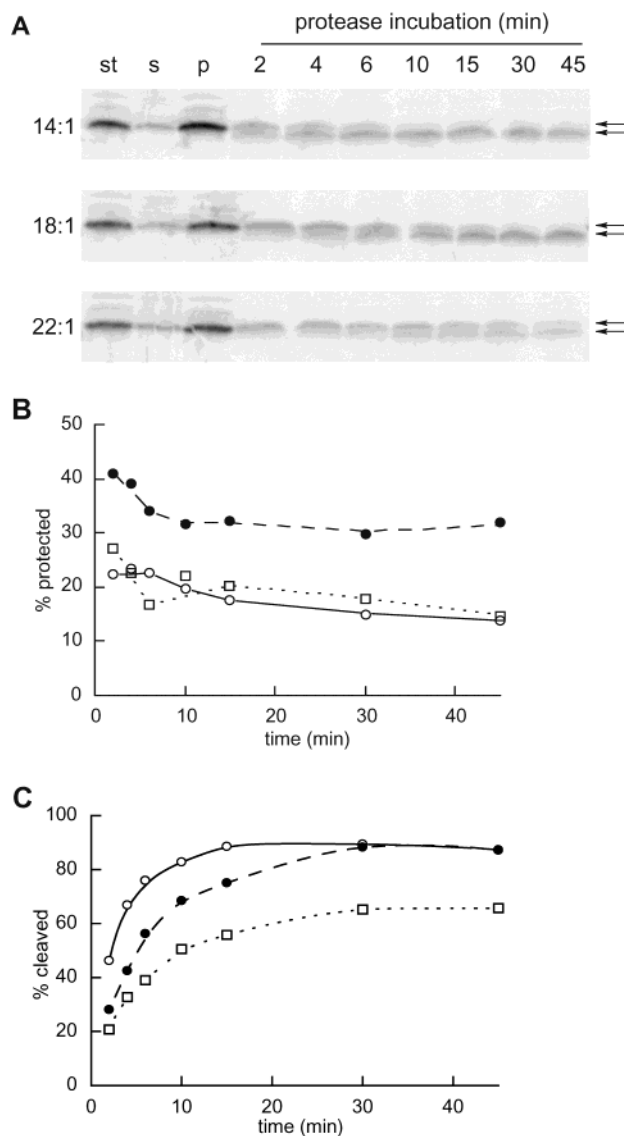 A
protease incubation (min)
st s p 2 4 6 10 15 30 45
14:1
18:1
22:1
B
50
40
30
20
10
0
% protected
0 10 20 30 40
time (min)
C
100
80
60
40
20
0
% cleaved
0 10 20 30 40
time (min)